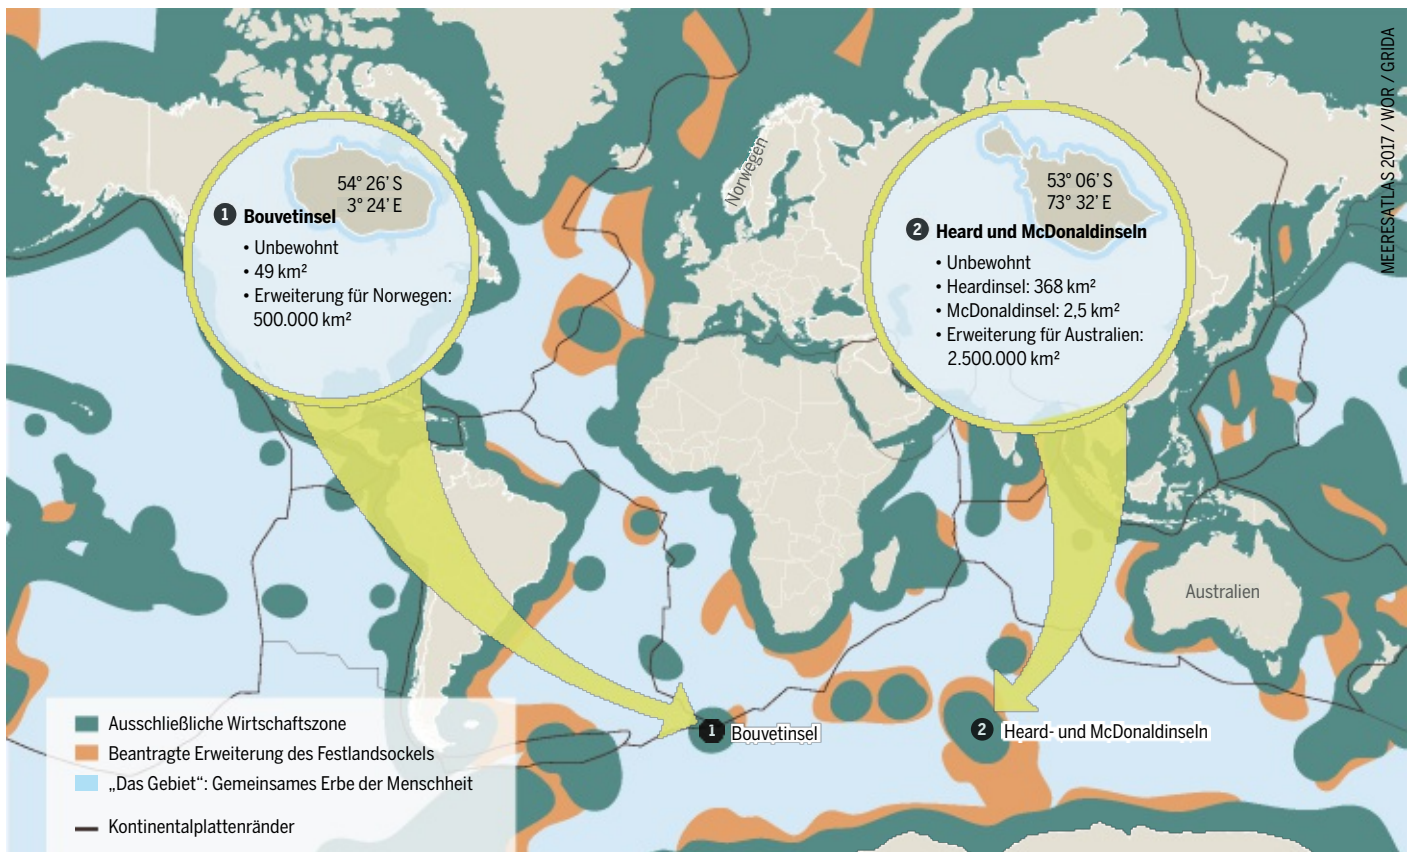 MEERESATLAS 2017 / WOR / GRIDA
Norwegen
54° 26' S
3° 24' E
1 Bouvetinsel
• Unbewohnt
• 49 km²
• Erweiterung für Norwegen:
500.000 km²
53° 06' S
73° 32' E
2 Heard und McDonaldinseln
• Unbewohnt
• Heardinsel: 368 km²
• McDonaldinsel: 2,5 km²
• Erweiterung für Australien:
2.500.000 km²
Australien
1 Bouvetinsel
2 Heard- und McDonaldinseln
Ausschließliche Wirtschaftszone
Beantragte Erweiterung des Festlandsockels
„Das Gebiet“: Gemeinsames Erbe der Menschheit
Kontinentalplattenränder